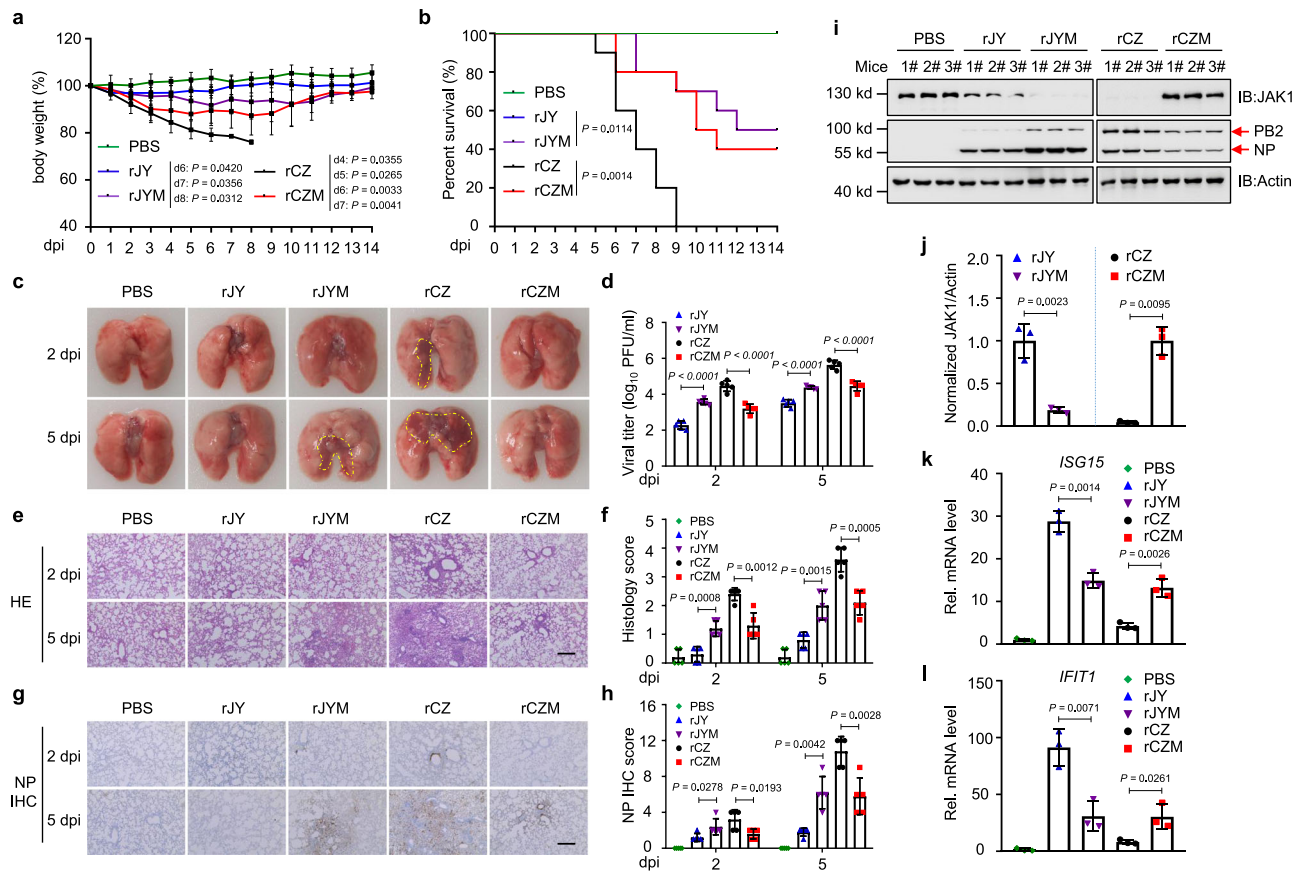 a
120
100
80
60
40
body weight (%)
PBS
rJY
rJYM
d6: P = 0.0420
d7: P = 0.0356
d8: P = 0.0312
rCZ
rCZM
d4: P = 0.0355
d5: P = 0.0265
d6: P = 0.0033
d7: P = 0.0041
dpi 0 1 2 3 4 5 6 7 8 9 10 11 12 13 14
b
100
80
60
40
20
0
Percent survival (%)
PBS
rJY
rJYM
P = 0.0114
rCZ
rCZM
P = 0.0014
dpi 0 1 2 3 4 5 6 7 8 9 10 11 12 13 14
c
PBS rJY rJYM rCZ rCZM
2 dpi
5 dpi
d
rJY
rJYM
rCZ
rCZM
Viral titer (log10 PFU/ml)
8
6
4
2
0
P < 0.0001
P < 0.0001
P < 0.0001
P < 0.0001
dpi 2 5
e
PBS rJY rJYM rCZ rCZM
HE
2 dpi
5 dpi
f
PBS
rJY
rJYM
rCZ
rCZM
Histology score
5
4
3
2
1
0
P = 0.0008
P = 0.0012
P = 0.0015
P = 0.0005
2 5
g
PBS rJY rJYM rCZ rCZM
NP
IHC
2 dpi
5 dpi
h
PBS
rJY
rJYM
rCZ
rCZM
NP IHC score
16
12
8
4
0
P = 0.0278
P = 0.0193
P = 0.0042
P = 0.0028
dpi 2 5
i
PBS rJY rJYM rCZ rCZM
Mice 1# 2# 3# 1# 2# 3# 1# 2# 3# 1# 2# 3# 1# 2# 3#
130 kd
IB:JAK1
100 kd
PB2
55 kd
NP
40 kd
IB:Actin
j
rJY
rJYM
rCZ
rCZM
Normalized JAK1/Actin
2.0
1.5
1.0
0.5
0.0
P = 0.0023
P = 0.0095
k
ISG15
Rel. mRNA level
40
30
20
10
0
P = 0.0014
P = 0.0026
PBS
rJY
rJYM
rCZ
rCZM
l
IFIT1
Rel. mRNA level
150
100
50
0
P = 0.0071
P = 0.0261
PBS
rJY
rJYM
rCZ
rCZM